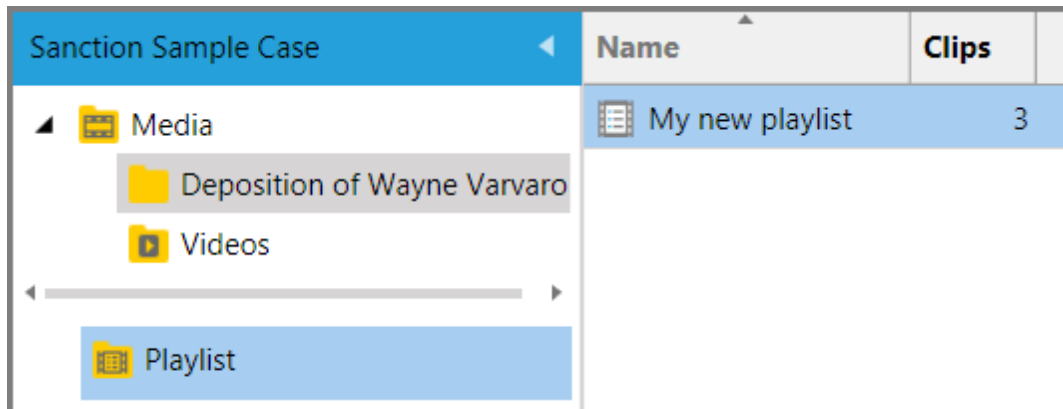 Sanction Sample Case
Media
Deposition of Wayne Varvaro
Videos
Playlist
Name Clips
My new playlist 3